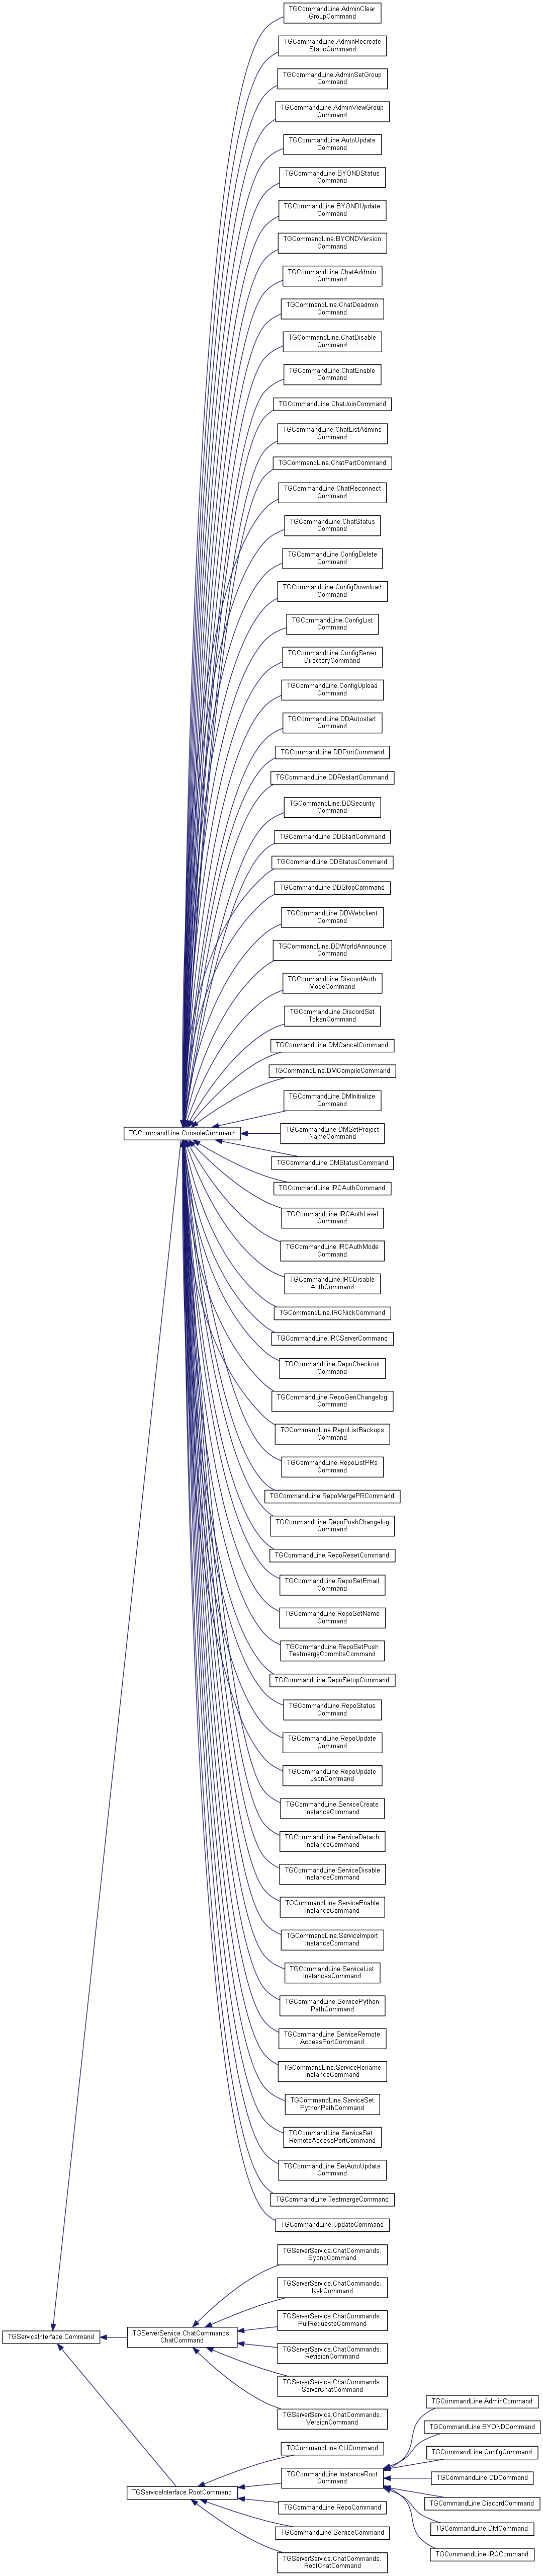 TGCommandLine.AdminClear
GroupCommand
TGCommandLine.AdminRecreate
StaticCommand
TGCommandLine.AdminSetGroup
Command
TGCommandLine.AdminViewGroup
Command
TGCommandLine.AutoUpdate
Command
TGCommandLine.BYONDStatus
Command
TGCommandLine.BYONDUpdate
Command
TGCommandLine.BYONDVersion
Command
TGCommandLine.ChatAddmin
Command
TGCommandLine.ChatDeadmin
Command
TGCommandLine.ChatDisable
Command
TGCommandLine.ChatEnable
Command
TGCommandLine.ChatJoinCommand
TGCommandLine.ChatListAdmins
Command
TGCommandLine.ChatPartCommand
TGCommandLine.ChatReconnect
Command
TGCommandLine.ChatStatus
Command
TGCommandLine.ConfigDelete
Command
TGCommandLine.ConfigDownload
Command
TGCommandLine.ConfigList
Command
TGCommandLine.ConfigServer
DirectoryCommand
TGCommandLine.ConfigUpload
Command
TGCommandLine.DDAutostart
Command
TGCommandLine.DDPortCommand
TGCommandLine.DDRestartCommand
TGCommandLine.DDSecurity
Command
TGCommandLine.DDStartCommand
TGCommandLine.DDStatusCommand
TGCommandLine.DDStopCommand
TGCommandLine.DDWebclient
Command
TGCommandLine.DDWorldAnnounce
Command
TGCommandLine.DiscordAuth
ModeCommand
TGCommandLine.DiscordSet
TokenCommand
TGCommandLine.DMCancelCommand
TGCommandLine.DMCompileCommand
TGCommandLine.DMInitialize
Command
TGCommandLine.ConsoleCommand
TGCommandLine.DMSetProject
NameCommand
TGCommandLine.DMStatusCommand
TGCommandLine.IRCAuthCommand
TGCommandLine.IRCAuthLevel
Command
TGCommandLine.IRCAuthMode
Command
TGCommandLine.IRCDisable
AuthCommand
TGCommandLine.IRCNickCommand
TGCommandLine.IRCServerCommand
TGCommandLine.RepoCheckout
Command
TGCommandLine.RepoGenChangelog
Command
TGCommandLine.RepoListBackups
Command
TGCommandLine.RepoListPRs
Command
TGCommandLine.RepoMergePRCommand
TGCommandLine.RepoPushChangelog
Command
TGCommandLine.RepoResetCommand
TGCommandLine.RepoSetEmail
Command
TGCommandLine.RepoSetName
Command
TGCommandLine.RepoSetPush
TestmergeCommitsCommand
TGCommandLine.RepoSetupCommand
TGCommandLine.RepoStatus
Command
TGCommandLine.RepoUpdate
Command
TGCommandLine.RepoUpdate
JsonCommand
TGCommandLine.ServiceCreate
InstanceCommand
TGCommandLine.ServiceDetach
InstanceCommand
TGCommandLine.ServiceDisable
InstanceCommand
TGCommandLine.ServiceEnable
InstanceCommand
TGCommandLine.ServiceImport
InstanceCommand
TGCommandLine.ServiceList
InstancesCommand
TGCommandLine.ServicePython
PathCommand
TGCommandLine.ServiceRemote
AccessPortCommand
TGCommandLine.ServiceRename
InstanceCommand
TGCommandLine.ServiceSet
PythonPathCommand
TGCommandLine.ServiceSet
RemoteAccessPortCommand
TGCommandLine.SetAutoUpdate
Command
TGCommandLine.TestmergeCommand
TGCommandLine.UpdateCommand
TGServerService.ChatCommands.
ByondCommand
TGServerService.ChatCommands.
KekCommand
TGServerService.ChatCommands.
PullRequestsCommand
TGServiceInterface.Command
TGServerService.ChatCommands.
ChatCommand
TGServerService.ChatCommands.
RevisionCommand
TGServerService.ChatCommands.
ServerChatCommand
TGServerService.ChatCommands.
VersionCommand
TGCommandLine.AdminCommand
TGCommandLine.BYONDCommand
TGCommandLine.CLICommand
TGCommandLine.ConfigCommand
TGCommandLine.InstanceRoot
Command
TGCommandLine.DDCommand
TGServiceInterface.RootCommand
TGCommandLine.DiscordCommand
TGCommandLine.RepoCommand
TGCommandLine.DMCommand
TGCommandLine.ServiceCommand
TGCommandLine.IRCCommand
TGServerService.ChatCommands.
RootChatCommand